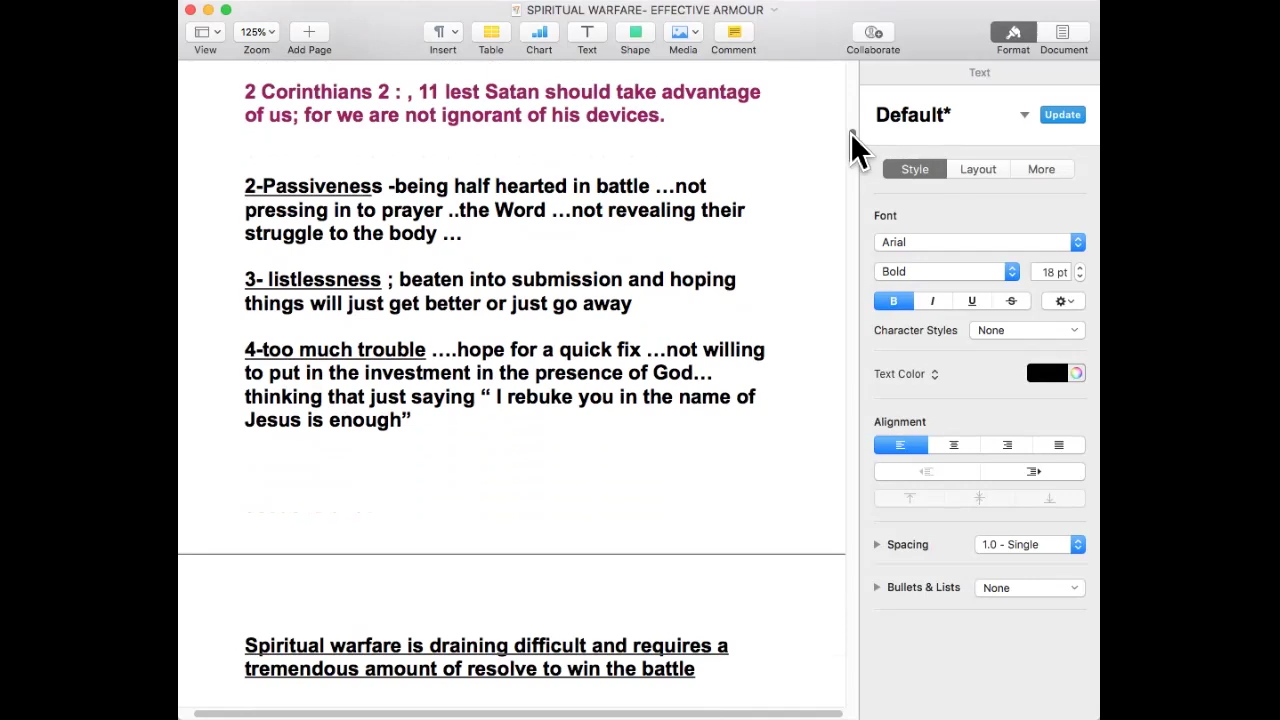 SPIRITUAL WARFARE- EFFECTIVE ARMOUR
125%
View
Zoom
Add Page
Insert
Table
Chart
Text
Shape
Media
Comment
Collaborate
Format
Document
2 Corinthians 2 : , 11 lest Satan should take advantage
of us; for we are not ignorant of his devices.
2-Passiveness -being half hearted in battle …not
pressing in to prayer ..the Word …not revealing their
struggle to the body …
3- listlessness ; beaten into submission and hoping
things will just get better or just go away
4-too much trouble ….hope for a quick fix …not willing
to put in the investment in the presence of God…
thinking that just saying “ I rebuke you in the name of
Jesus is enough”
Spiritual warfare is draining difficult and requires a
tremendous amount of resolve to win the battle
Text
Default*
Update
Style
Layout
More
Font
Arial
Bold
18 pt
B
I
U
S
Character Styles
None
Text Color
Alignment
Spacing
1.0 - Single
Bullets & Lists
None